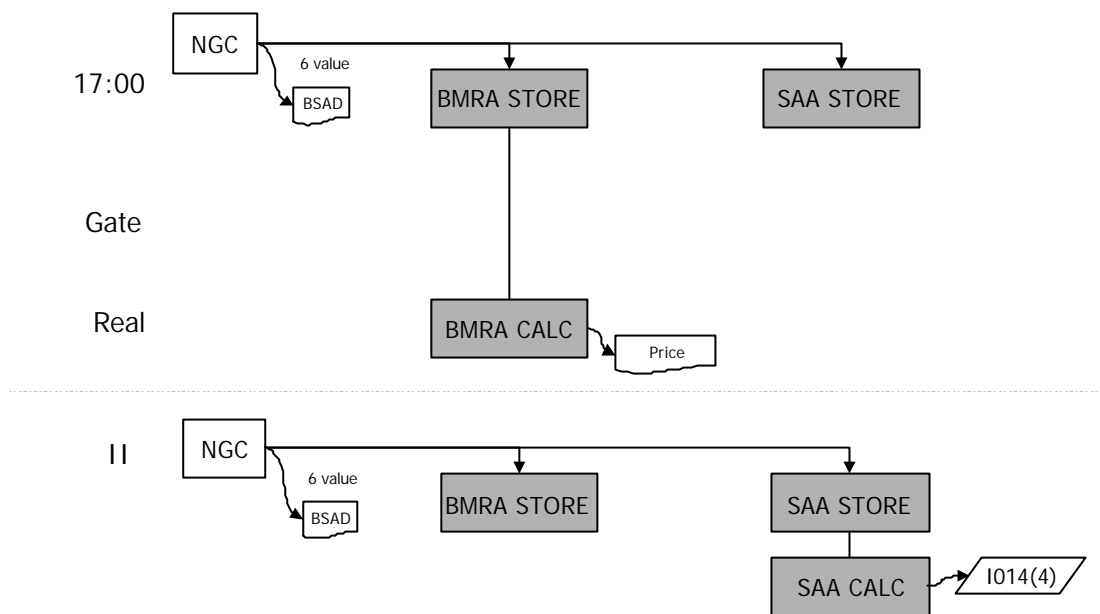 NGC
6 value
17:00
BSAD
BMRA STORE
SAA STORE
Gate
Real
BMRA CALC
Price
II
NGC
6 value
BSAD
BMRA STORE
SAA STORE
SAA CALC
I014(4)